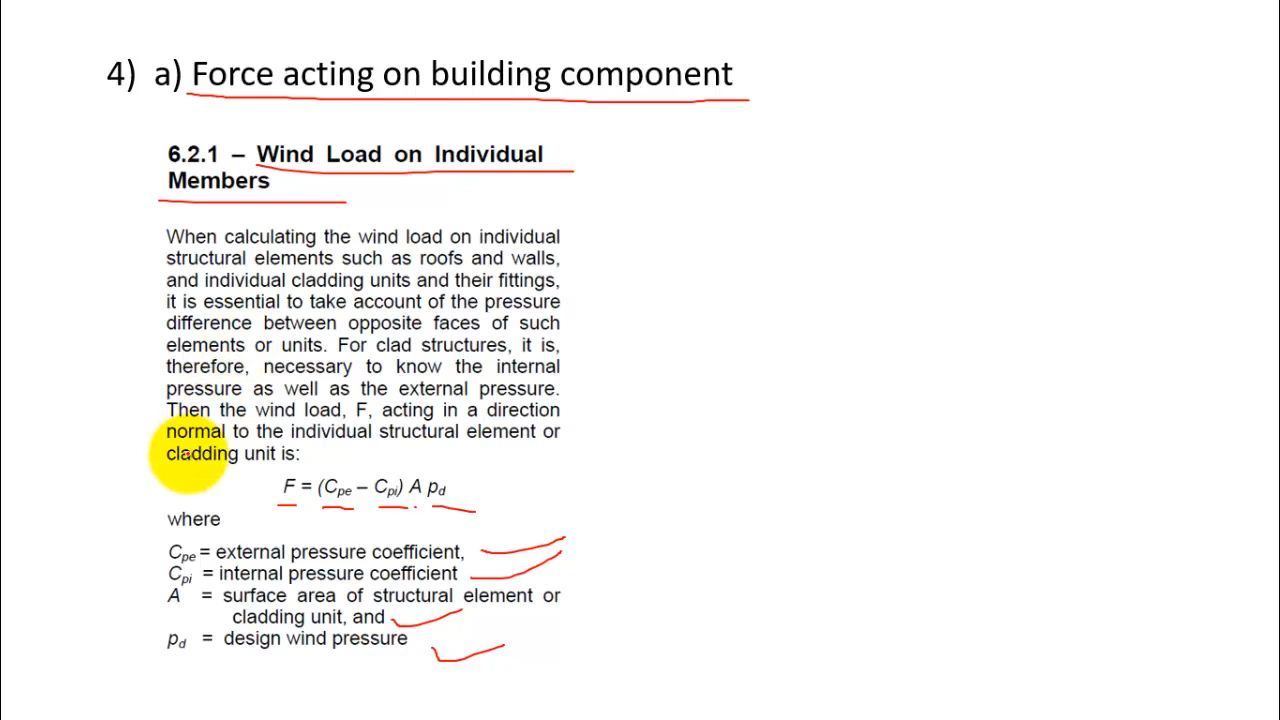 4) a) Force acting on building component
6.2.1 – Wind Load on Individual
Members
When calculating the wind load on individual
structural elements such as roofs and walls,
and individual cladding units and their fittings,
it is essential to take account of the pressure
difference between opposite faces of such
elements or units. For clad structures, it is,
therefore, necessary to know the internal
pressure as well as the external pressure.
Then the wind load, F, acting in a direction
normal to the individual structural element or
cladding unit is:
F = (Cpe – Cpi) A pd
where
Cpe = external pressure coefficient,
Cpi = internal pressure coefficient
A = surface area of structural element or
cladding unit, and
pd = design wind pressure